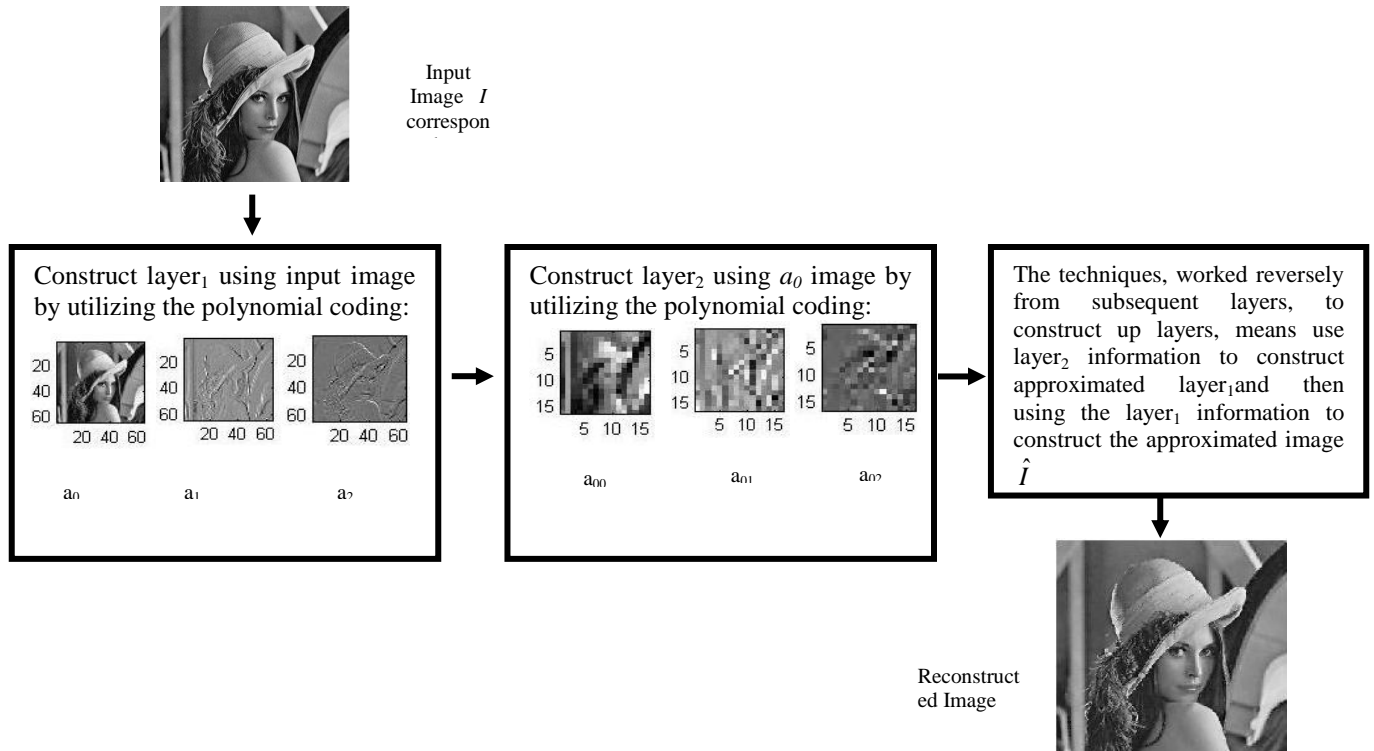 Input
Image I
correspon
Construct layer₁ using input image
by utilizing the polynomial coding:
20
40
60
20 40 60
20
40
60
20 40 60
20
40
60
20 40 60
a₀
a₁
a₂
Construct layer₂ using a₀ image by
utilizing the polynomial coding:
5
10
15
5 10 15
5
10
15
5 10 15
5
10
15
5 10 15
a₀₀
a₀₁
a₀₂
The techniques, worked reversely
from subsequent layers, to
construct up layers, means use
layer₂ information to construct
approximated layer₁and then
using the layer₁ information to
construct the approximated image
Î
Reconstruct
ed Image